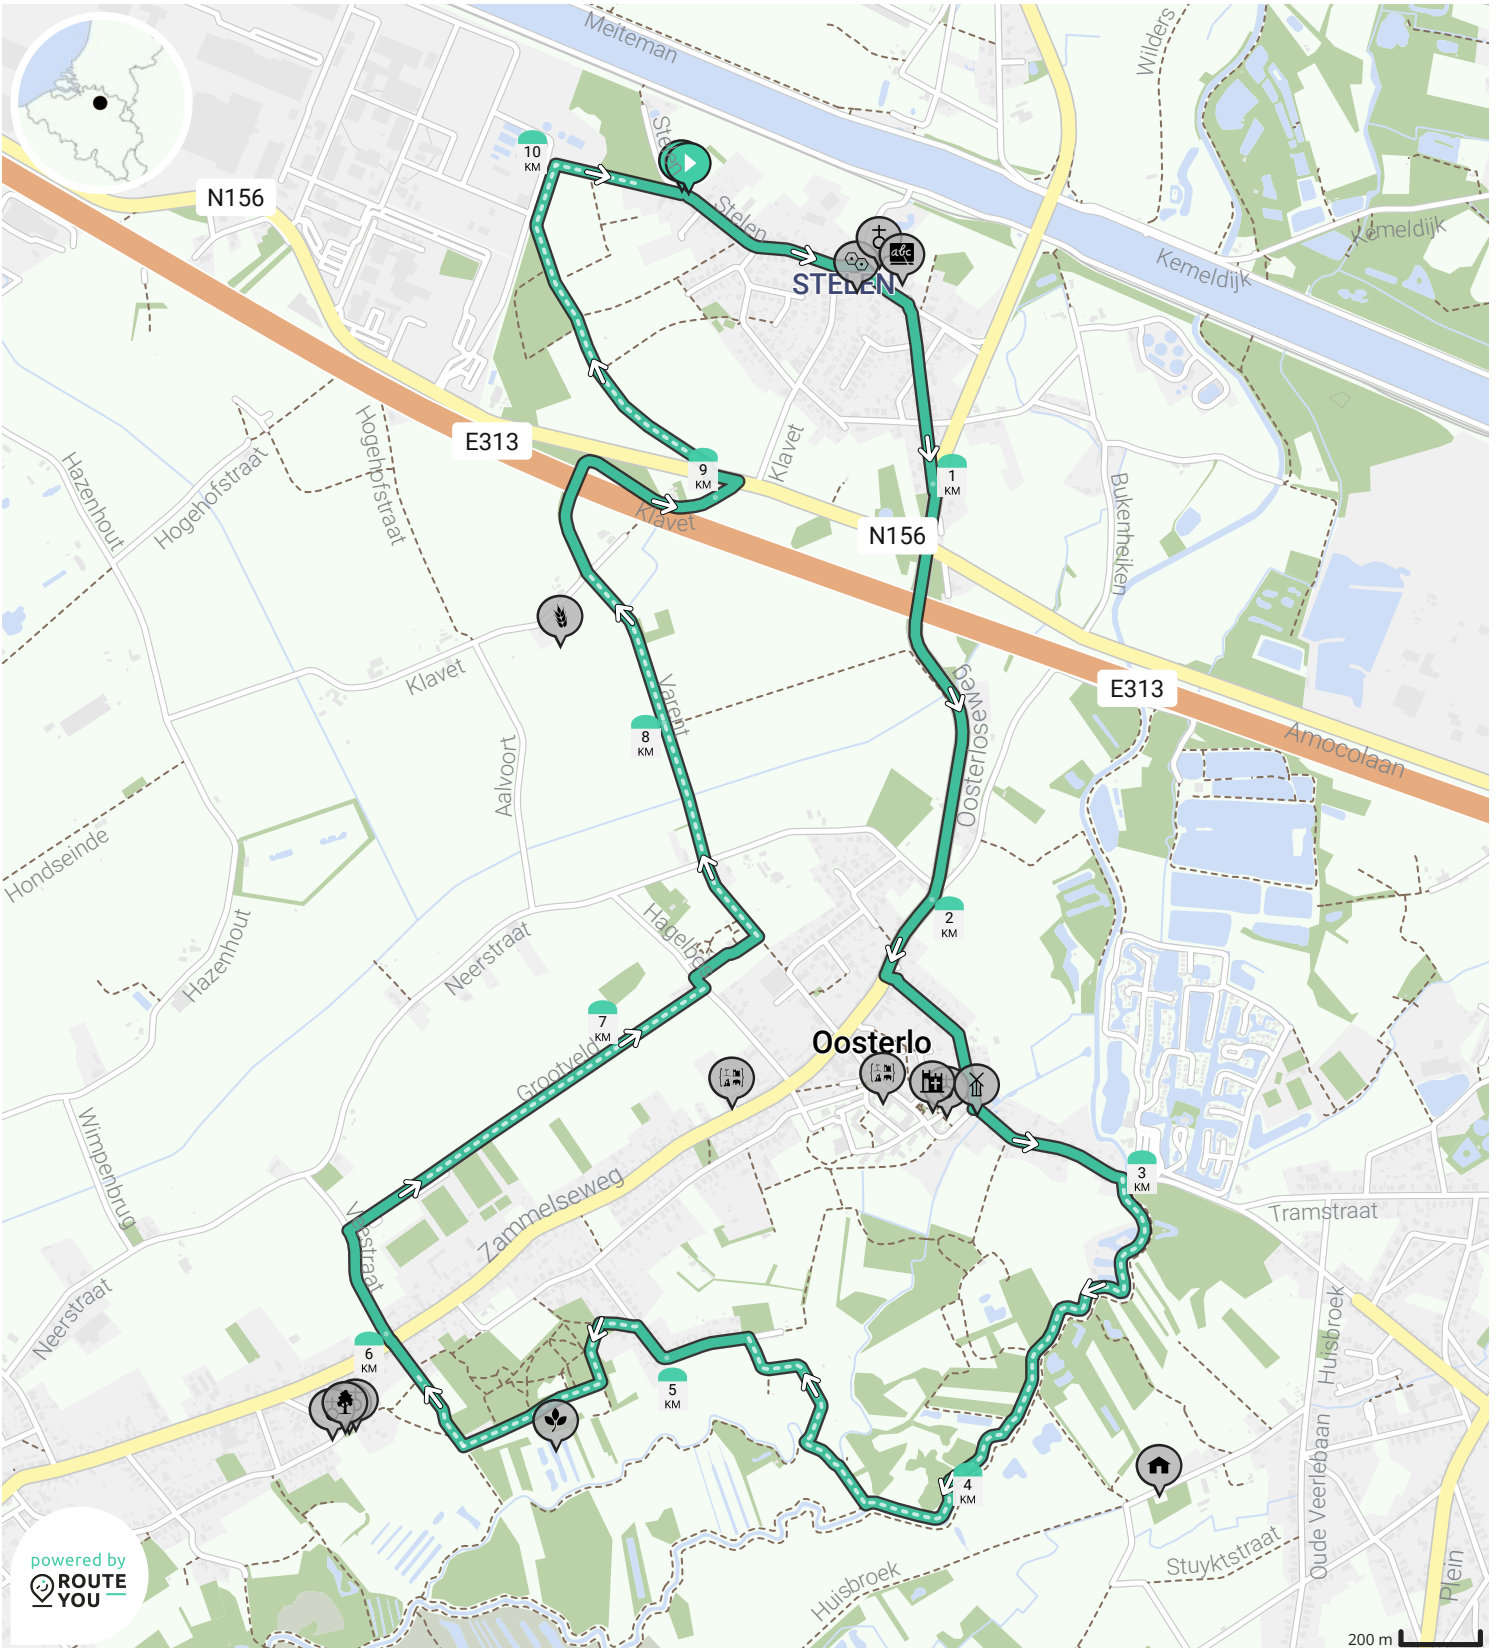 Meiteman
Wilders
Stelen
10
KM
N156
Stelen
abc
STELEN
Kemeldijk
Kemeldijk
E313
Klavet
9
KM
1
KM
Hazenhout
Hogehofstraat
Klavet
N156
Bukenheiken
Klavet
Varent
E313
Oosterloseweg
Amocolaan
8
KM
Aalvoort
Hondseinde
Hazenhout
Neerstraat
2
KM
7
KM
Grootveld
Oosterlo
Wimpenbrug
Zammelseweg
3
KM
Tramstraat
Neerstraat
Huisbroek
6
KM
5
KM
4
KM
Oude Veerlebaan
Stuyktstraat
Huisbroek
Plein
powered by
ROUTE
YOU
200 m